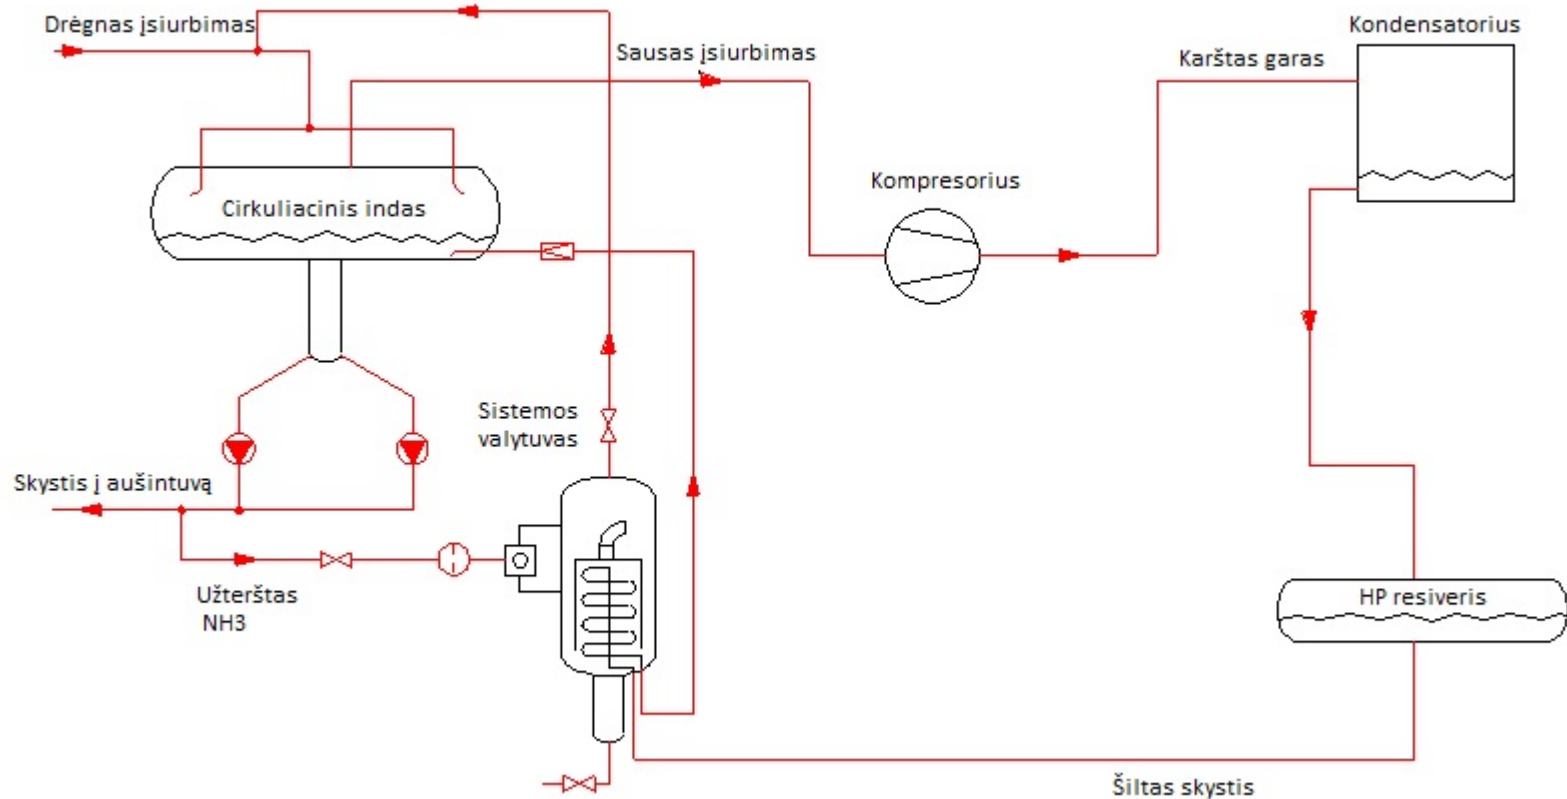 Drėgnas įsiurbimas
Kondensatorius
Sausas įsiurbimas
Karštas garas
Kompresorius
Cirkuliacinis indas
Sistemos
valytuvas
Skystis į aušintuvą
Užterštas
NH3
HP resiveris
Šiltas skystis